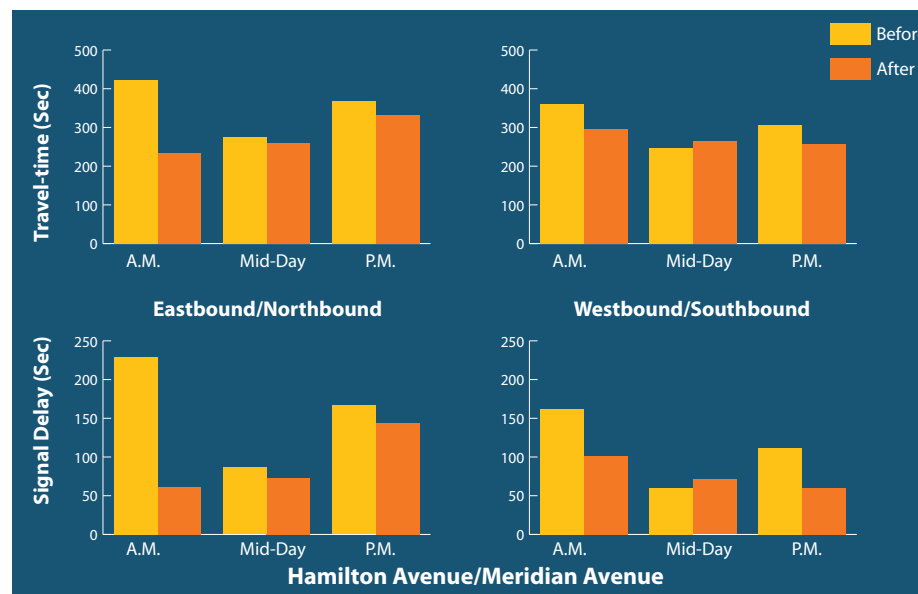 Befor
After
Travel-time (Sec)
500
400
300
200
100
0
A.M. Mid-Day P.M.
500
400
300
200
100
0
A.M. Mid-Day P.M.
Eastbound/Northbound
Westbound/Southbound
Signal Delay (Sec)
250
200
150
100
50
0
A.M. Mid-Day P.M.
250
200
150
100
50
0
A.M. Mid-Day P.M.
Hamilton Avenue/Meridian Avenue